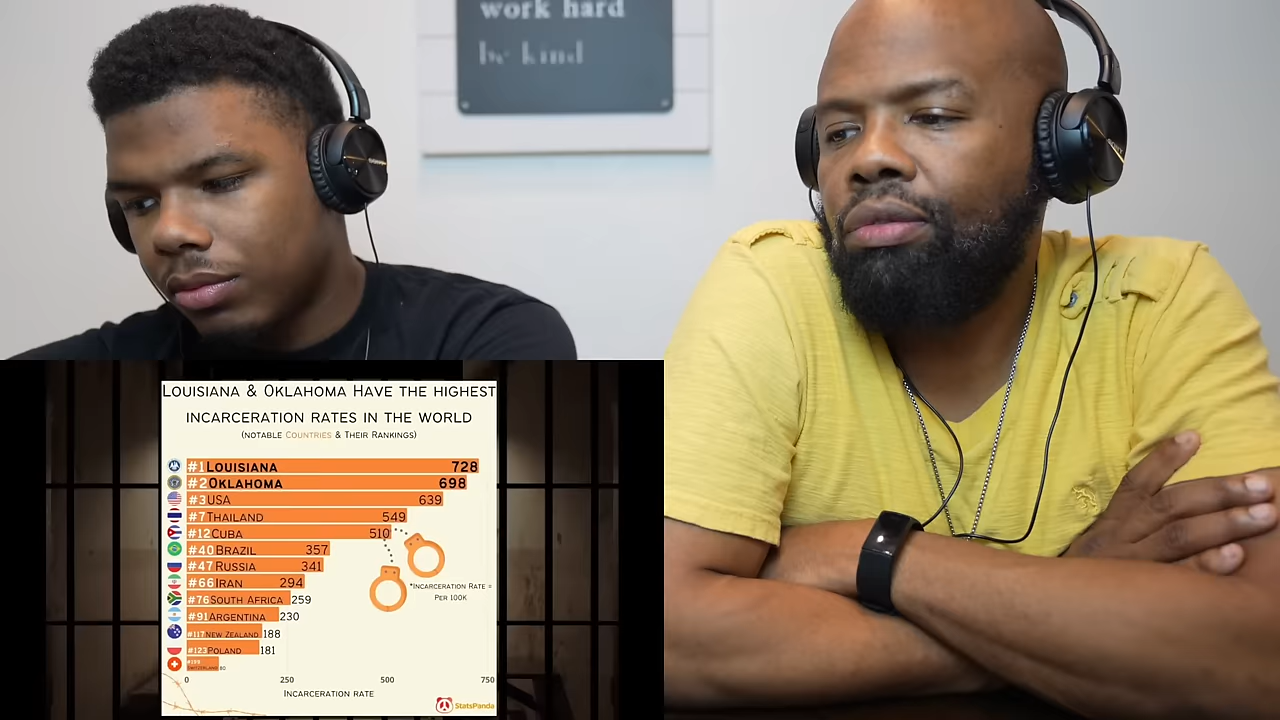 work hard
be kind
LOUISIANA & OKLAHOMA HAVE THE HIGHEST
INCARCERATION RATES IN THE WORLD
(NOTABLE COUNTRIES & THEIR RANKINGS)
#1 LOUISIANA 728
#2 OKLAHOMA 698
#3 USA 639
#7 THAILAND 549
#12 CUBA 510
#40 BRAZIL 357
#47 RUSSIA 341
#66 IRAN 294
#76 SOUTH AFRICA 259
#91 ARGENTINA 230
#117 NEW ZEALAND 188
#123 POLAND 181
SWITZERLAND 80
*INCARCERATION RATE =
PER 100K
0 250 500 750
INCARCERATION RATE
StatsPanda